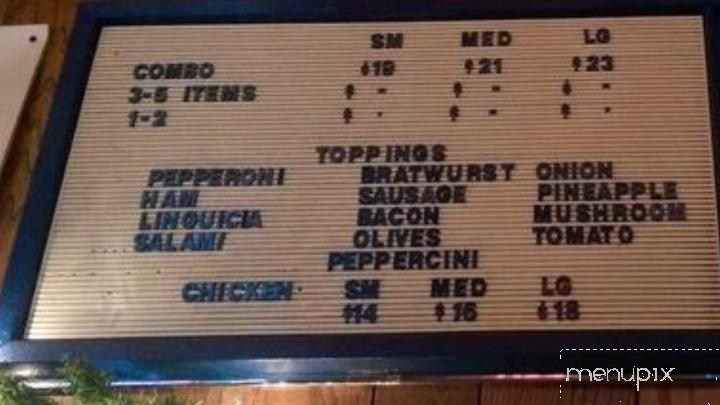 SM MED LG
COMBO $19 $21 $23
3-5 ITEMS $ - $ - $ -
1-2 $ - $ - $ -
TOPPINGS
PEPPERONI BRATWURST ONION
HAM SAUSAGE PINEAPPLE
LINGUICIA BACON MUSHROOM
SALAMI OLIVES TOMATO
PEPPERCINI
CHICKEN SM MED LG
$14 $16 $18
menupix